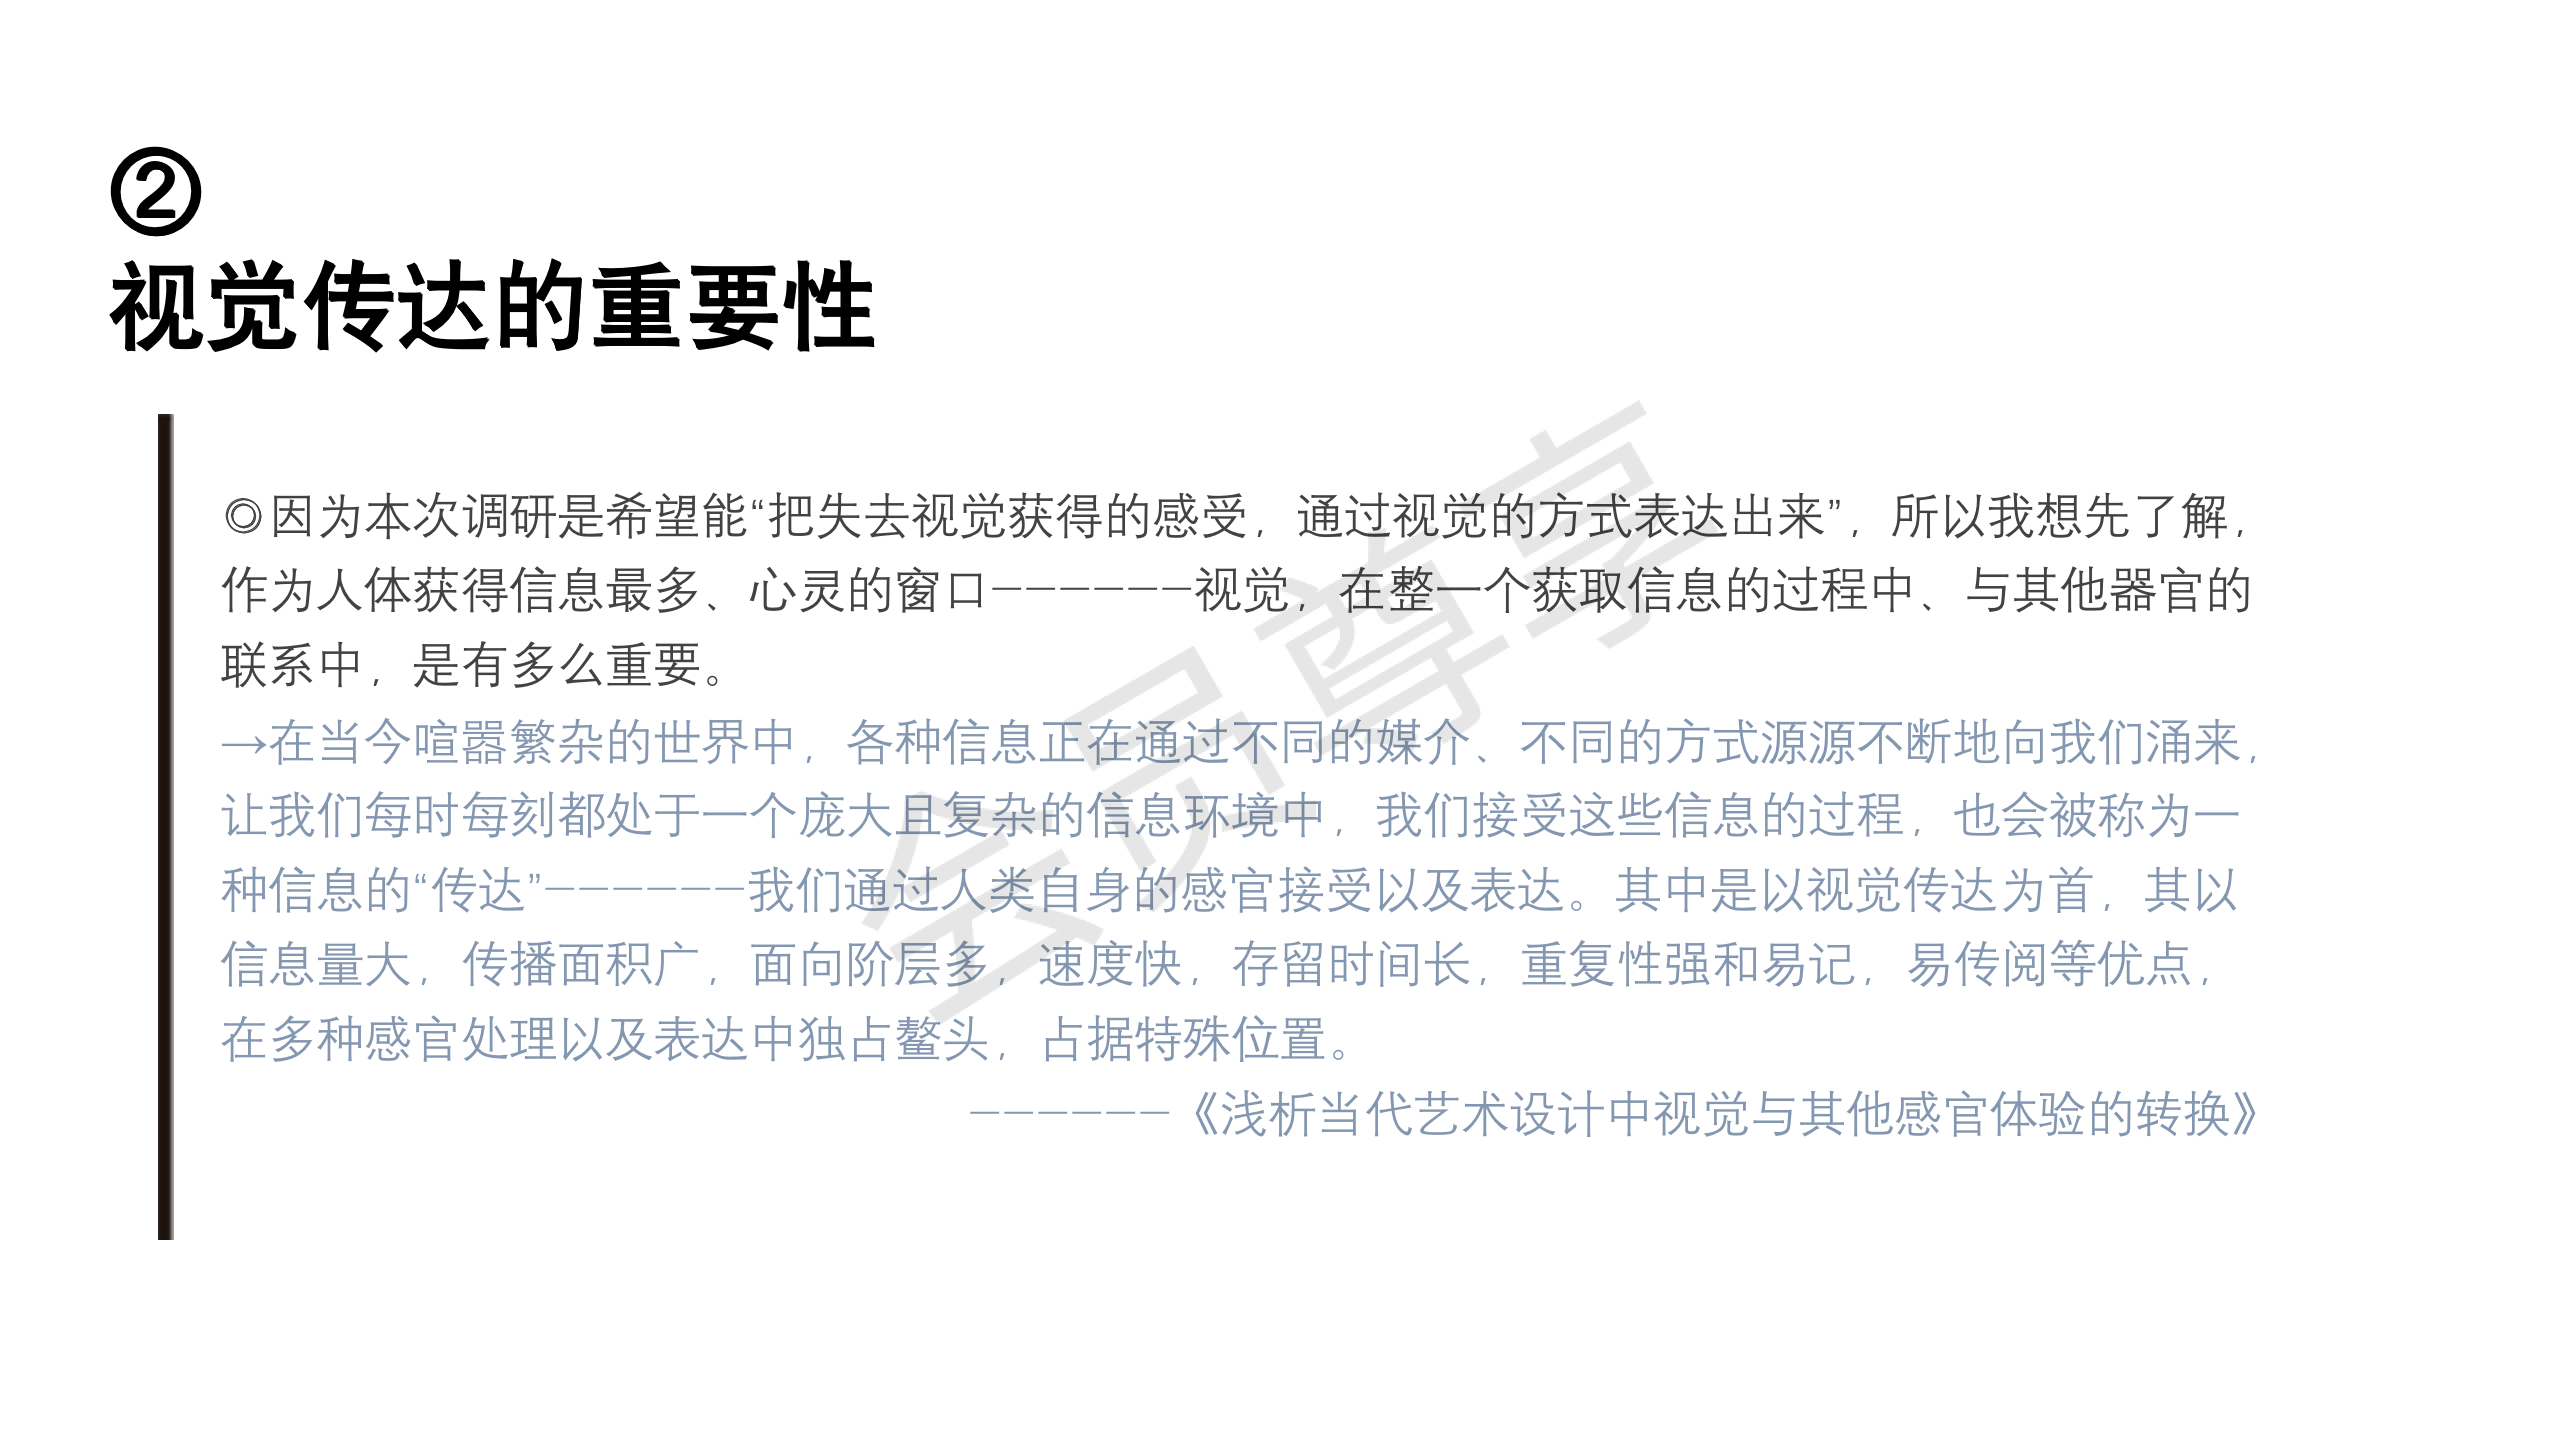 ②
视觉传达的重要性
◎因为本次调研是希望能“把失去视觉获得的感受，通过视觉的方式表达出来”，所以我想先了解，
作为人体获得信息最多、心灵的窗口——————视觉，在整一个获取信息的过程中、与其他器官的
联系中，是有多么重要。
→在当今喧嚣繁杂的世界中，各种信息正在通过不同的媒介、不同的方式源源不断地向我们涌来，
让我们每时每刻都处于一个庞大且复杂的信息环境中，我们接受这些信息的过程，也会被称为一
种信息的“传达”——————我们通过人类自身的感官接受以及表达。其中是以视觉传达为首，其以
信息量大，传播面积广，面向阶层多，速度快，存留时间长，重复性强和易记，易传阅等优点，
在多种感官处理以及表达中独占鳌头，占据特殊位置。
——————《浅析当代艺术设计中视觉与其他感官体验的转换》
会员尊享